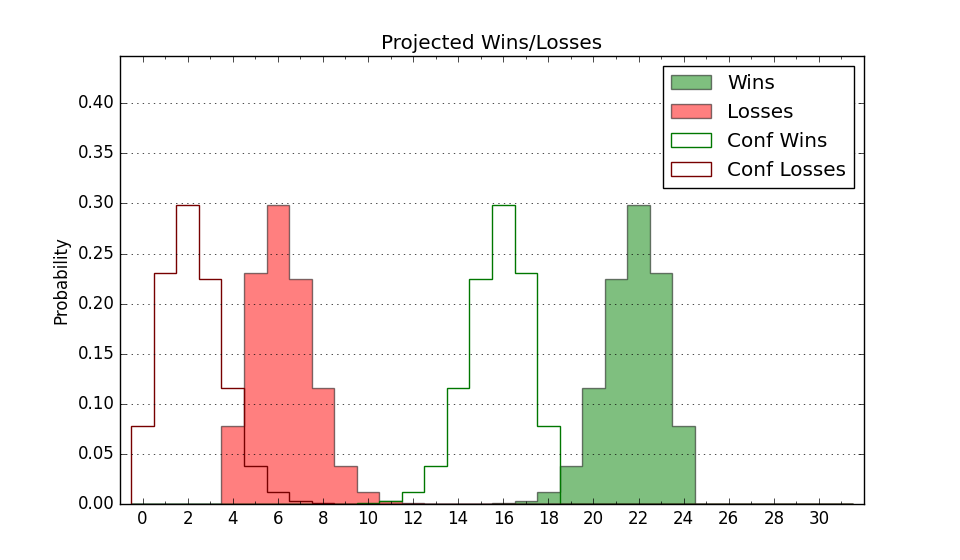 Projected Wins/Losses
Wins
Losses
Conf Wins
Conf Losses
Probability
0.40
0.35
0.30
0.25
0.20
0.15
0.10
0.05
0.00
0 2 4 6 8 10 12 14 16 18 20 22 24 26 28 30